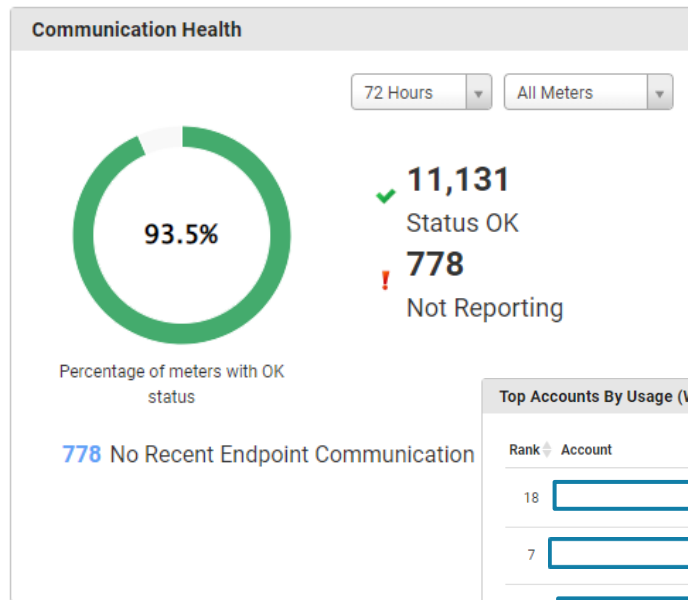 Communication Health
72 Hours
All Meters
93.5%
11,131
Status OK
778
Not Reporting
Percentage of meters with OK
status
778 No Recent Endpoint Communication
Top Accounts By Usage (
Rank Account
18
7